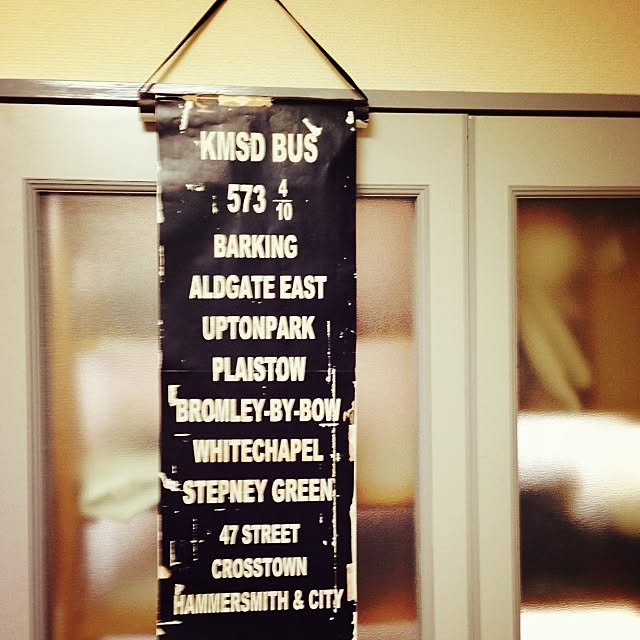 KMSD BUS
573 4/10
BARKING
ALDGATE EAST
UPTONPARK
PLAISTOW
BROMLEY-BY-BOW
WHITECHAPEL
STEPNEY GREEN
47 STREET
CROSSTOWN
HAMMERSMITH & CITY